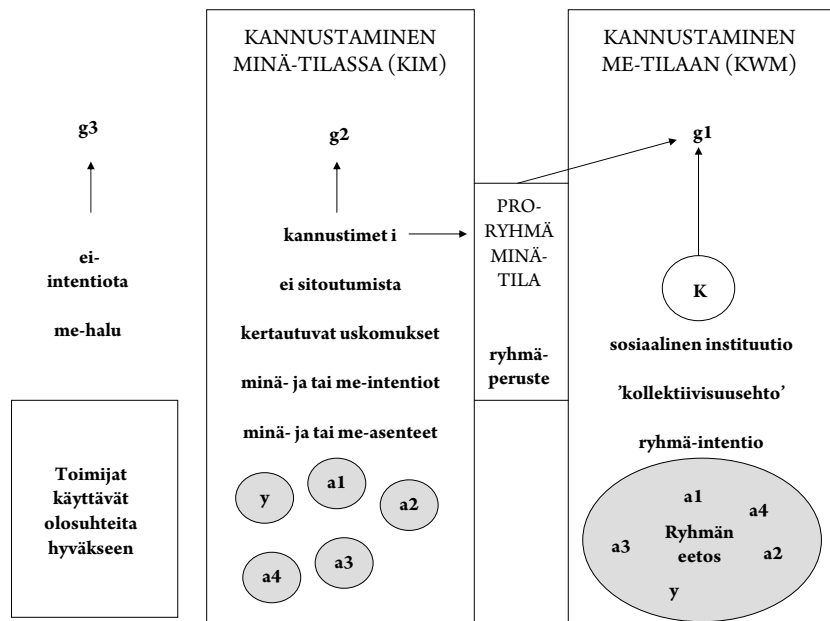 g3
ei-
intentiota
me-halu
Toimijat
käyttävät
olosuhteita
hyväkseen
KANNUSTAMINEN
MINÄ-TILASSA (KIM)
g2
kannustimet i
ei sitoutumista
kertautuvat uskomukset
minä- ja tai me-intentiot
minä- ja tai me-asenteet
y
a1
a2
a4
a3
PRO-
RYHMÄ
MINÄ-
TILA
ryhmä-
peruste
KANNUSTAMINEN
ME-TILAAN (KWM)
g1
K
sosiaalinen instituutio
’kollektiivisuusehto’
ryhmä-intentio
a1
a4
a3
Ryhmän
eetos
a2
y